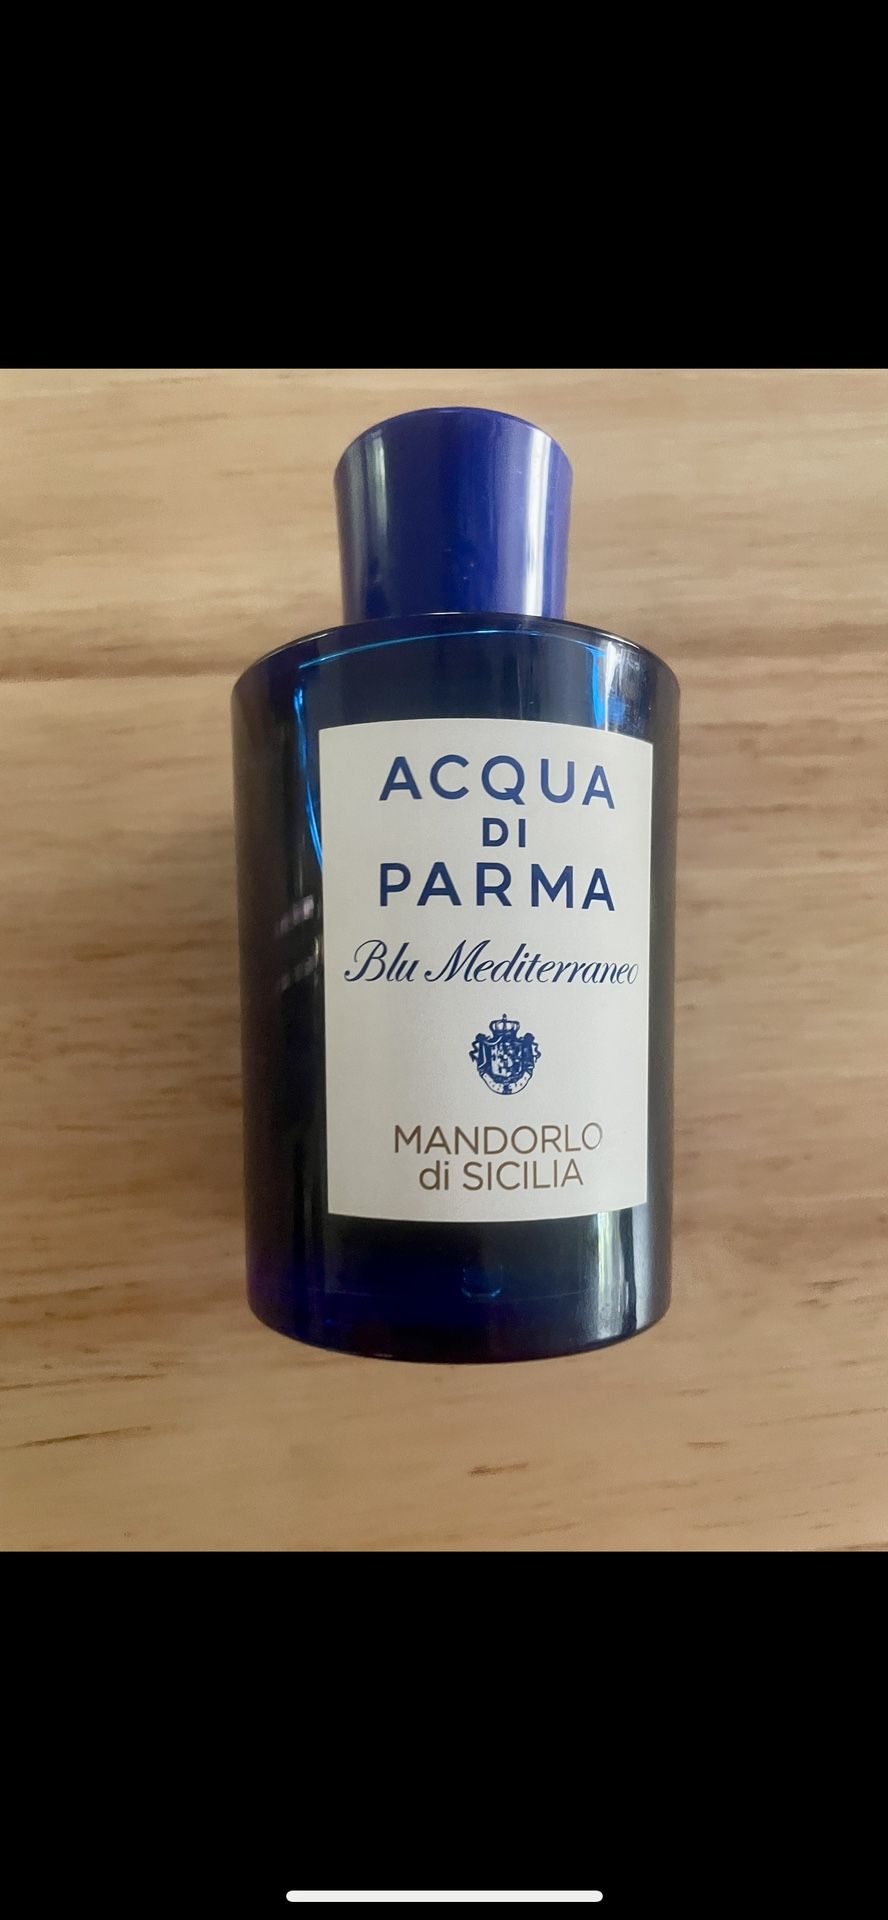 ACQUA
DI
PARMA
Blu Mediterraneo
MANDORLO
di SICILIA